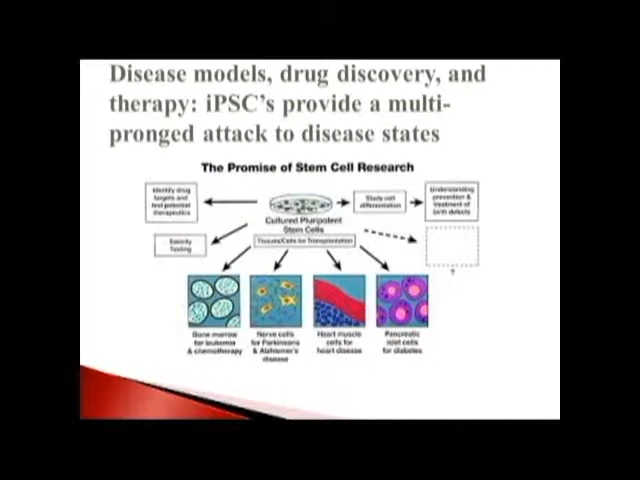 Disease models, drug discovery, and
therapy: iPSC's provide a multi-
pronged attack to disease states
The Promise of Stem Cell Research
Identify drug
targets and
test potential
therapeutics
Cultured Pluripotent
Stem Cells
Study cell
differentiation
Understanding
prevention &
treatment of
birth defects
Toxicity
Testing
Tissues/Cells for Transplantation
?
Bone marrow
for leukemia
& chemotherapy
Nerve cells
for Parkinsons
& Alzheimer's
disease
Heart muscle
cells for
heart disease
Pancreatic
islet cells
for diabetes